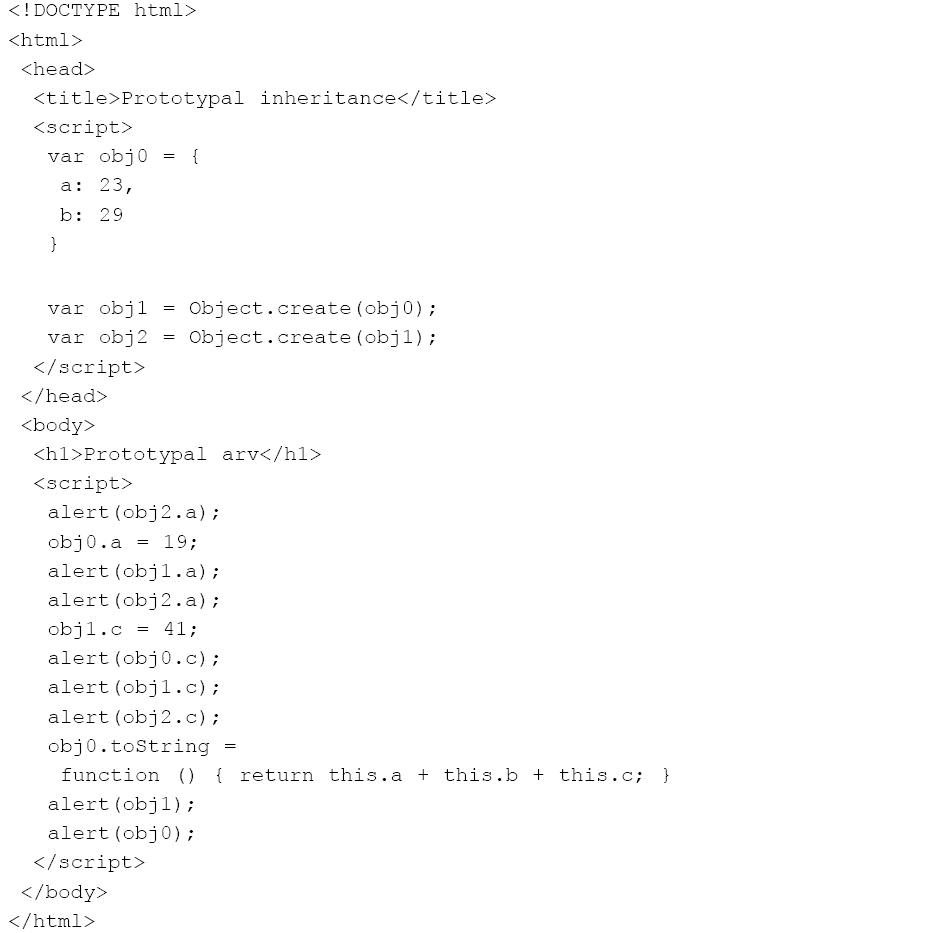 <!DOCTYPE html>
<html>
<head>
<title>Prototypal inheritance</title>
<script>
var obj0 = {
a: 23,
b: 29
}
var obj1 = Object.create(obj0);
var obj2 = Object.create(obj1);
</script>
</head>
<body>
<h1>Prototypal arv</h1>
<script>
alert(obj2.a);
obj0.a = 19;
alert(obj1.a);
alert(obj2.a);
obj1.c = 41;
alert(obj0.c);
alert(obj1.c);
alert(obj2.c);
obj0.toString =
function () { return this.a + this.b + this.c; }
alert(obj1);
alert(obj0);
</script>
</body>
</html>